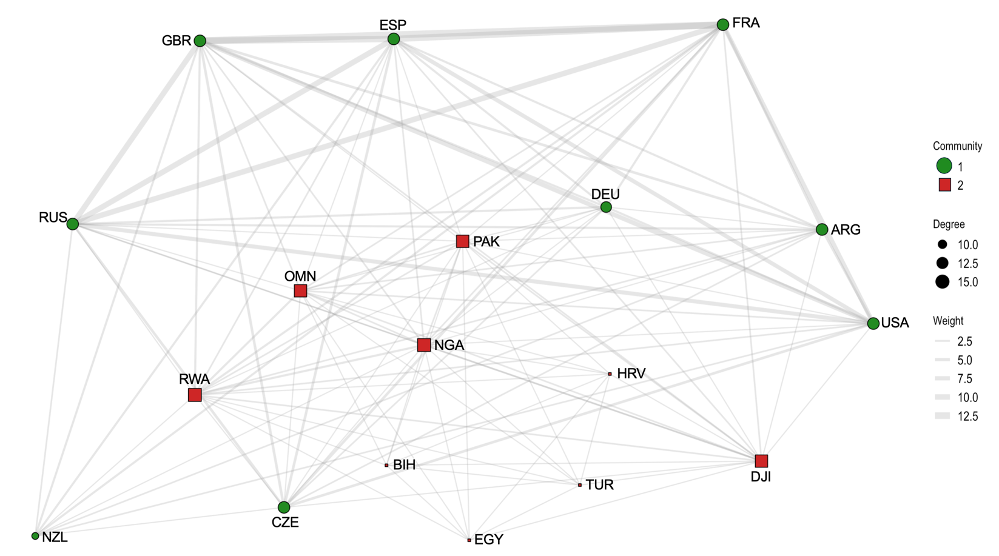 ESP
FRA
GBR
DEU
RUS
ARG
PAK
OMN
USA
NGA
HRV
RWA
BIH
DJI
TUR
CZE
NZL
EGY
Community
1
2
Degree
10.0
12.5
15.0
Weight
2.5
5.0
7.5
10.0
12.5